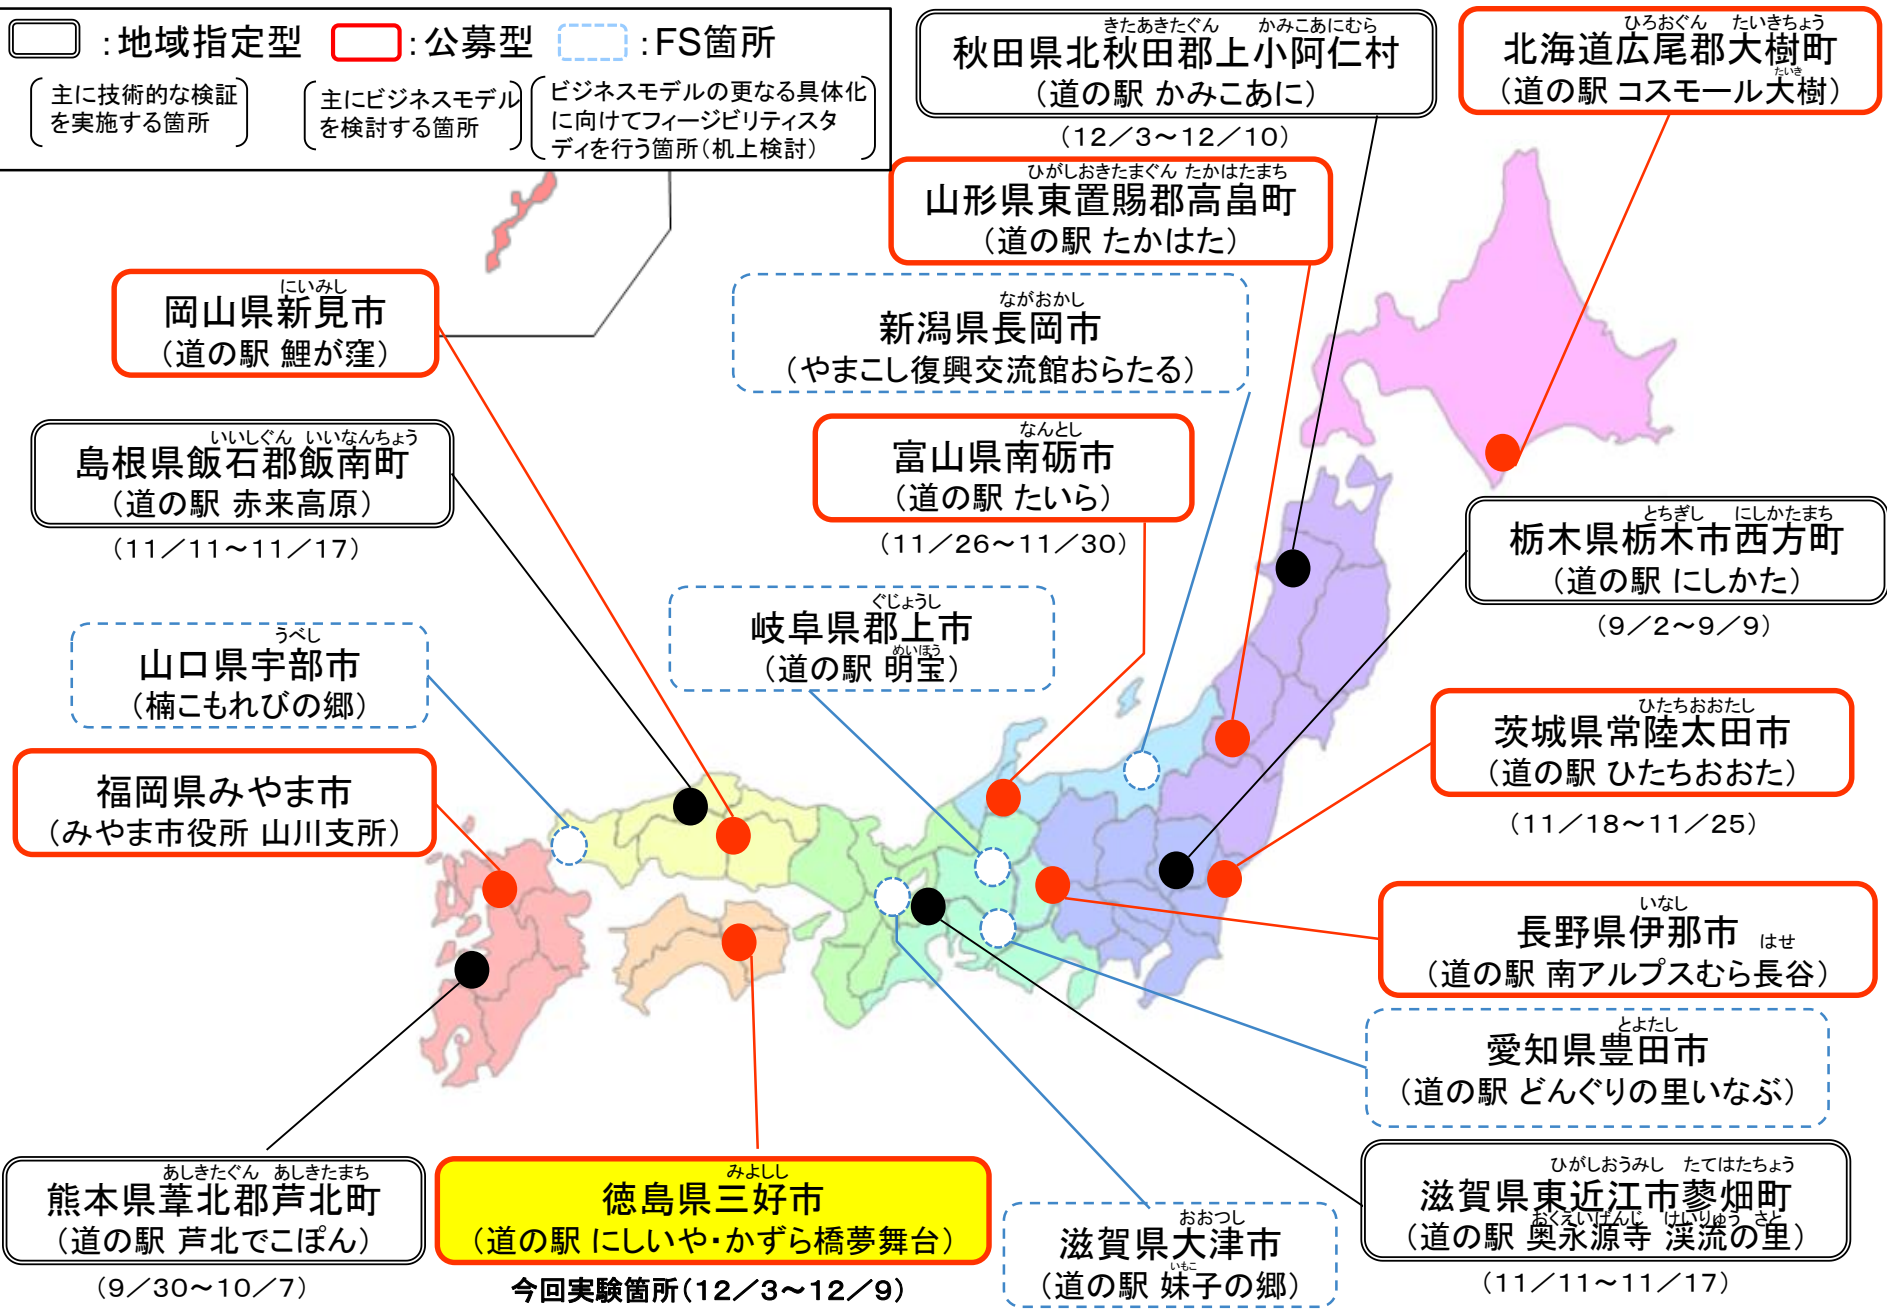 :地域指定型
主に技術的な検証
を実施する箇所
:公募型
主にビジネスモデル
を検討する箇所
:FS箇所
ビジネスモデルの更なる具体化
に向けてフィージビリティスタ
ディを行う箇所(机上検討)
きたあきたぐん かみこあにむら
秋田県北秋田郡上小阿仁村
(道の駅 かみこあに)
(12/3~12/10)
ひろおぐん たいきちょう
北海道広尾郡大樹町
たいき
(道の駅 コスモール大樹)
ひがしおきたまぐん たかはたまち
山形県東置賜郡高畠町
(道の駅 たかはた)
にいみし
岡山県新見市
(道の駅 鯉が窪)
ながおかし
新潟県長岡市
(やまこし復興交流館おらたる)
いいしぐん いいなんちょう
島根県飯石郡飯南町
(道の駅 赤来高原)
(11/11~11/17)
なんとし
富山県南砺市
(道の駅 たいら)
(11/26~11/30)
とちぎし にしかたまち
栃木県栃木市西方町
(道の駅 にしかた)
(9/2~9/9)
うべし
山口県宇部市
(楠こもれびの郷)
ぐじょうし
岐阜県郡上市
めいほう
(道の駅 明宝)
ひたちおおたし
茨城県常陸太田市
(道の駅 ひたちおおた)
(11/18~11/25)
福岡県みやま市
(みやま市役所 山川支所)
いなし
長野県伊那市
はせ
(道の駅 南アルプスむら長谷)
とよたし
愛知県豊田市
(道の駅 どんぐりの里いなぶ)
あしきたぐん あしきたまち
熊本県葦北郡芦北町
(道の駅 芦北でこぽん)
(9/30~10/7)
みよしし
徳島県三好市
(道の駅 にしいや・かずら橋夢舞台)
今回実験箇所(12/3~12/9)
おおつし
滋賀県大津市
いもこ
(道の駅 妹子の郷)
ひがしおうみし たてはたちょう
滋賀県東近江市蓼畑町
おくえいげんじ けいりゅう さと
(道の駅 奥永源寺 渓流の里)
(11/11~11/17)